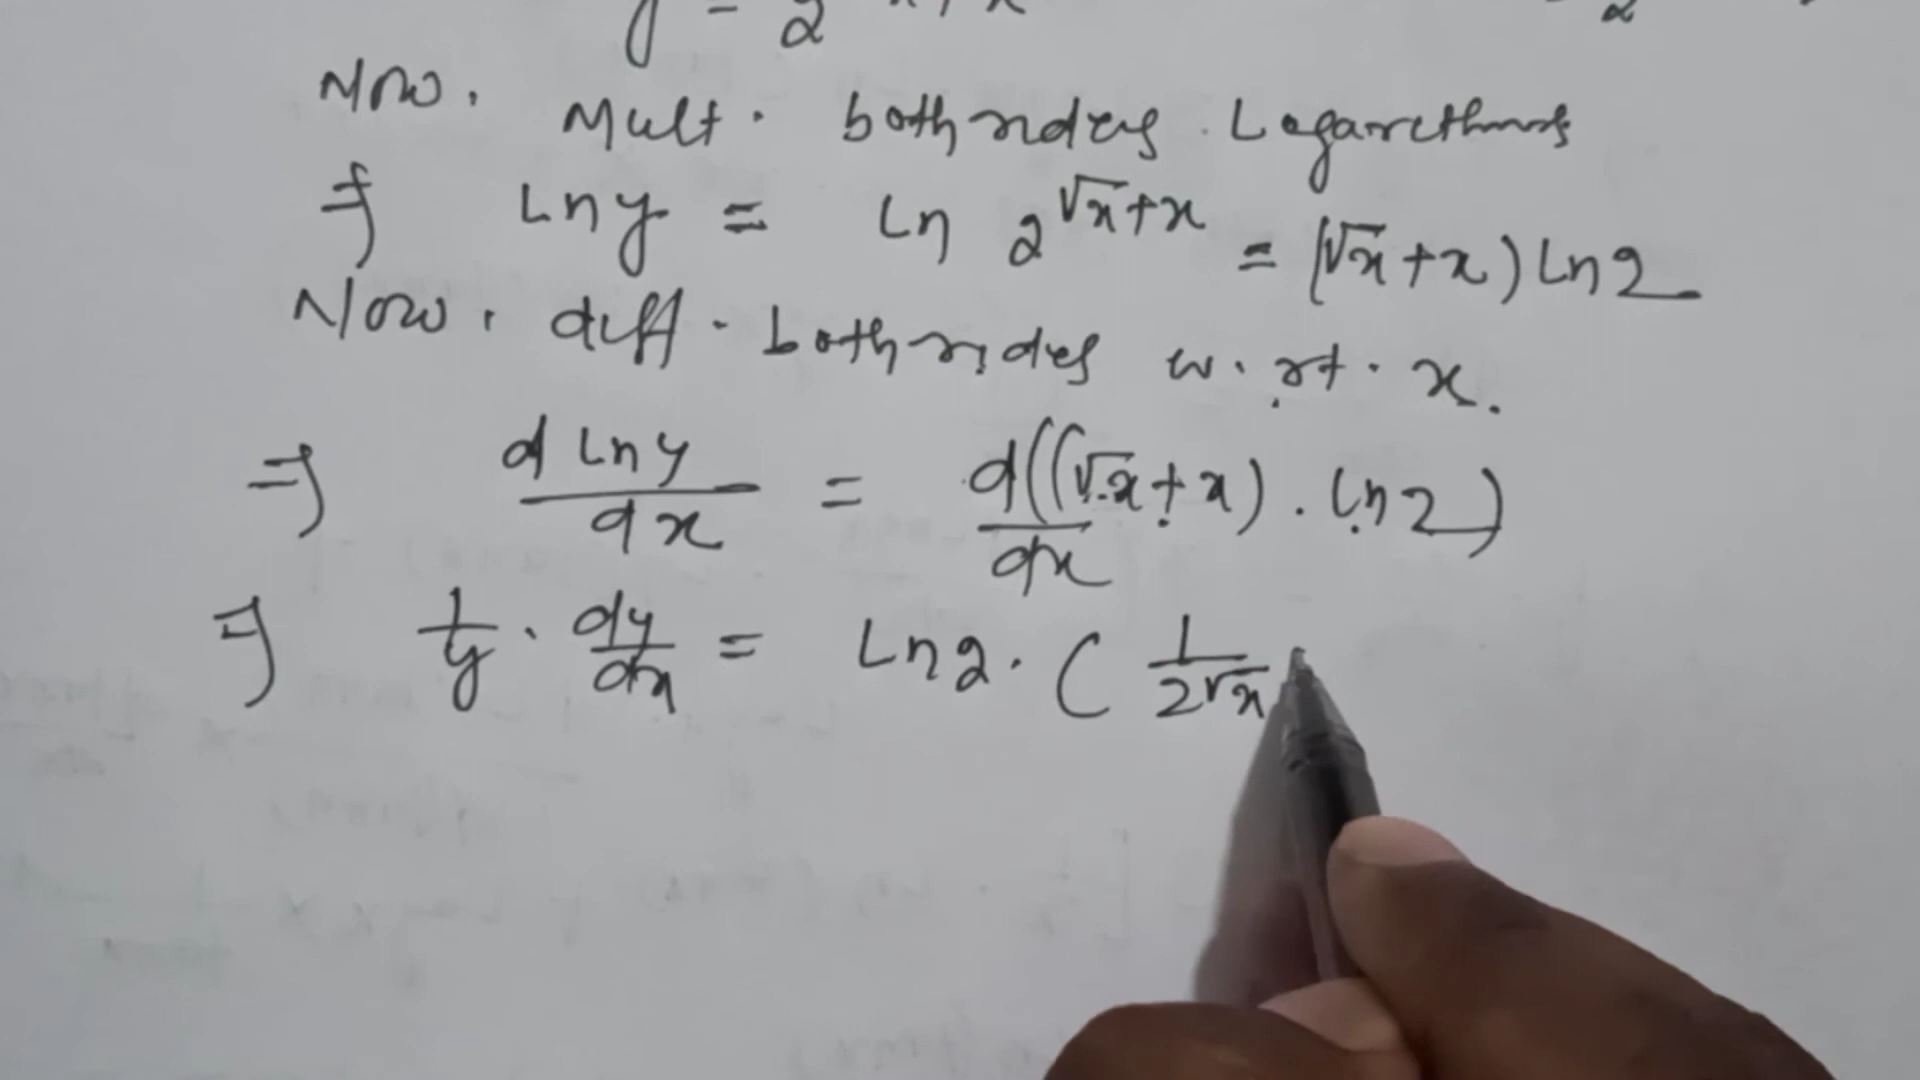 y = 2
Now. Mult. both sides Logarithms
⇒ Ln y = Ln 2^{√x+x} = (√x+x) Ln 2
Now. diff. both sides w.r.t. x.
⇒ d Ln y / dx = d((√x+x) . Ln 2) / dx
⇒ 1/y . dy/dx = Ln 2. ( 1/2√x